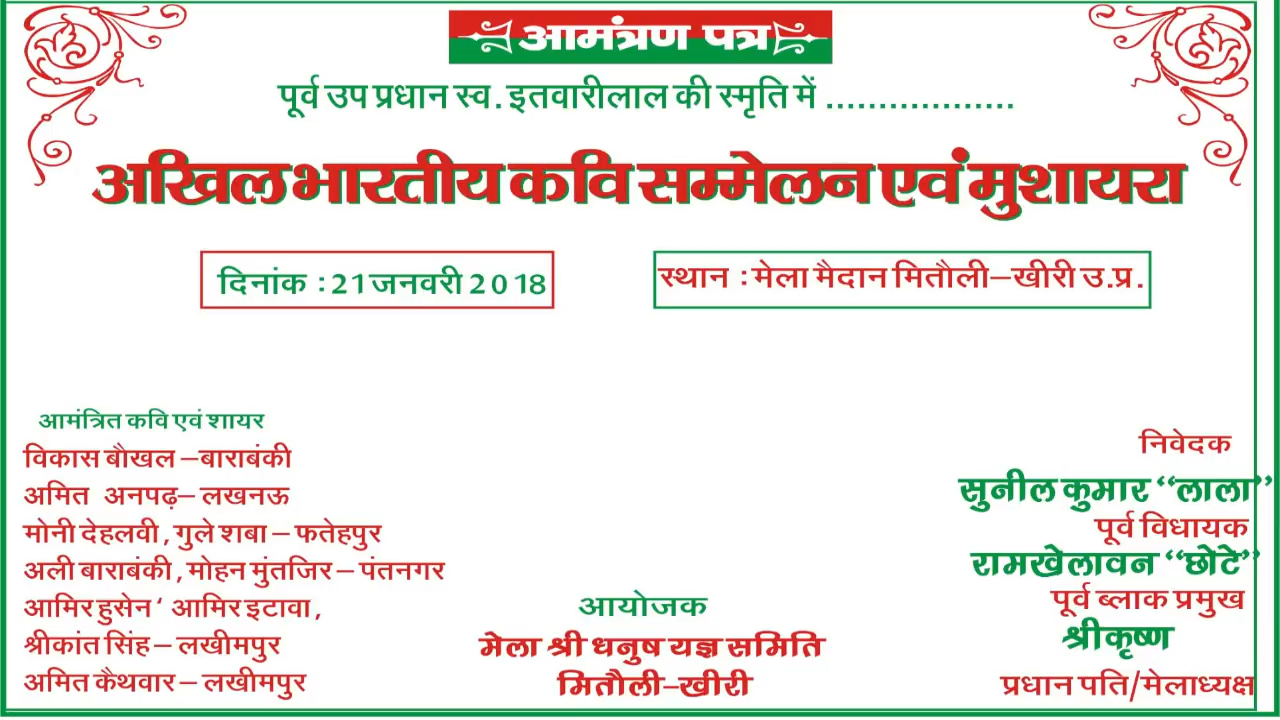 आमंत्रण पत्र
पूर्व उप प्रधान स्व. इतवारीलाल की स्मृति में ..................
अखिल भारतीय कवि सम्मेलन एवं मुशायरा
दिनांक : 21 जनवरी 2018
स्थान : मेला मैदान मितौली–खीरी उ.प्र.
आमंत्रित कवि एवं शायर
विकास बौखल –बाराबंकी
अमित अनपढ़– लखनऊ
मोनी देहलवी , गुले शबा – फतेहपुर
अली बाराबंकी , मोहन मुंतजिर – पंतनगर
आमिर हुसेन ‘ आमिर इटावा ,
श्रीकांत सिंह – लखीमपुर
अमित कैथवार – लखीमपुर
आयोजक
मेला श्री धनुष यज्ञ समिति
मितौली–खीरी
निवेदक
सुनील कुमार “लाला”
पूर्व विधायक
रामखेलावन “छोटे”
पूर्व ब्लाक प्रमुख
श्रीकृष्ण
प्रधान पति/मेलाध्यक्ष